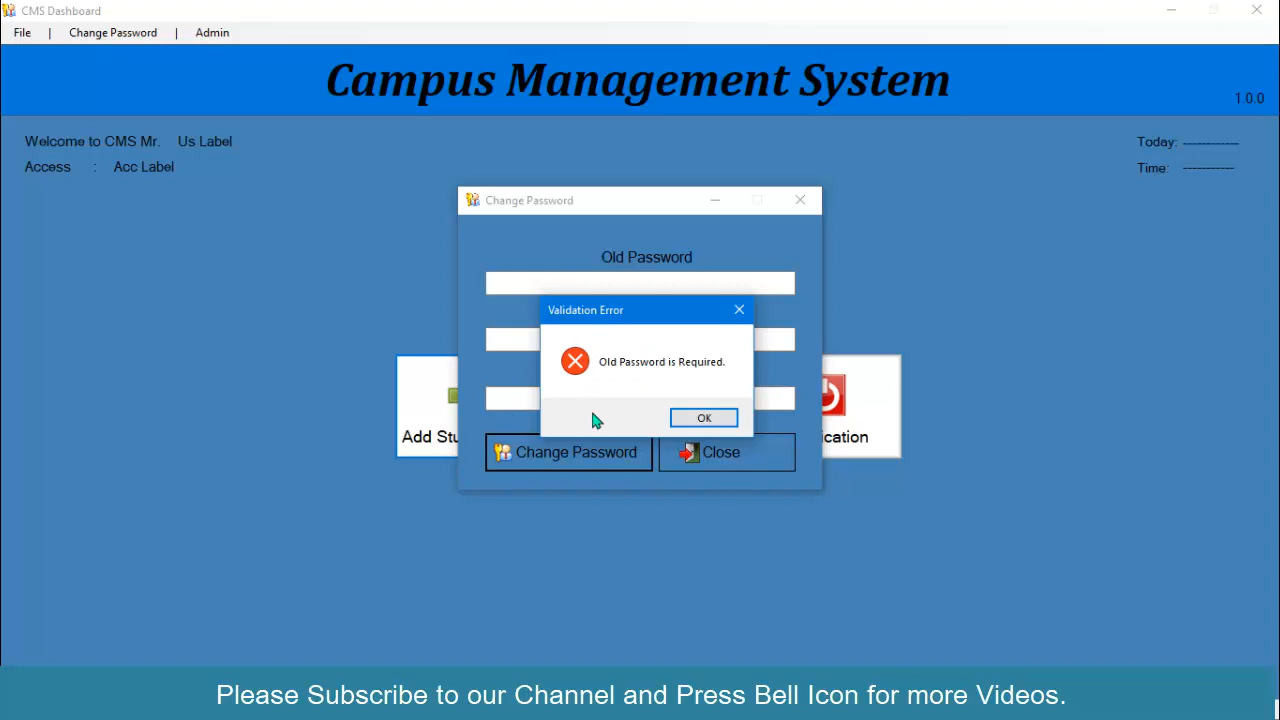 CMS Dashboard
File | Change Password | Admin
Campus Management System
1.0.0
Welcome to CMS Mr. Us Label
Today: ------------
Access : Acc Label
Time: -----------
Change Password
Old Password
Validation Error
Old Password is Required.
OK
Add Stu
ication
Change Password
Close
Please Subscribe to our Channel and Press Bell Icon for more Videos.